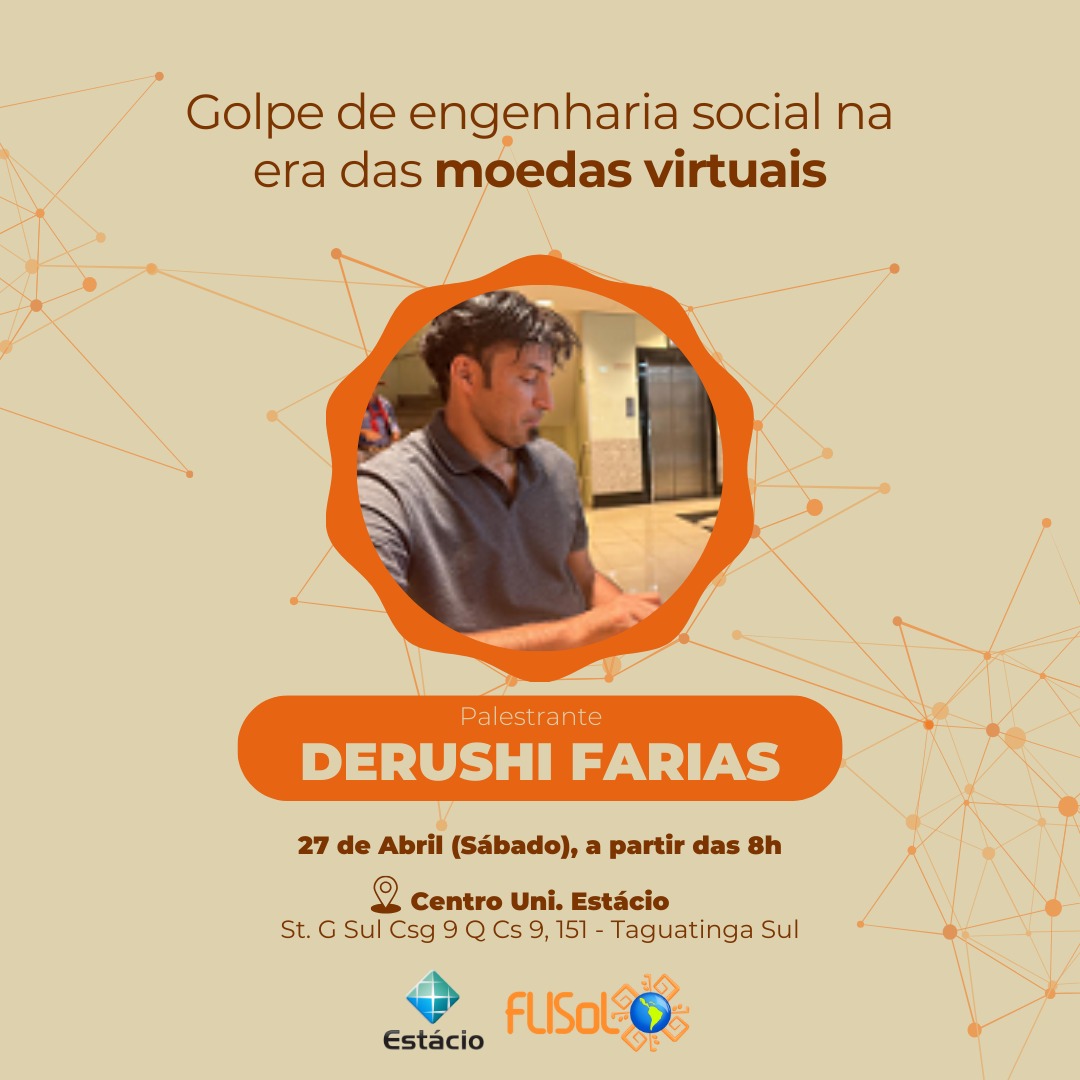 Golpe de engenharia social na
era das moedas virtuais
Palestrante
DERUSHI FARIAS
27 de Abril (Sábado), a partir das 8h
Centro Uni. Estácio
St. G Sul Csg 9 Q Cs 9, 151 - Taguatinga Sul
Estácio
FLISol